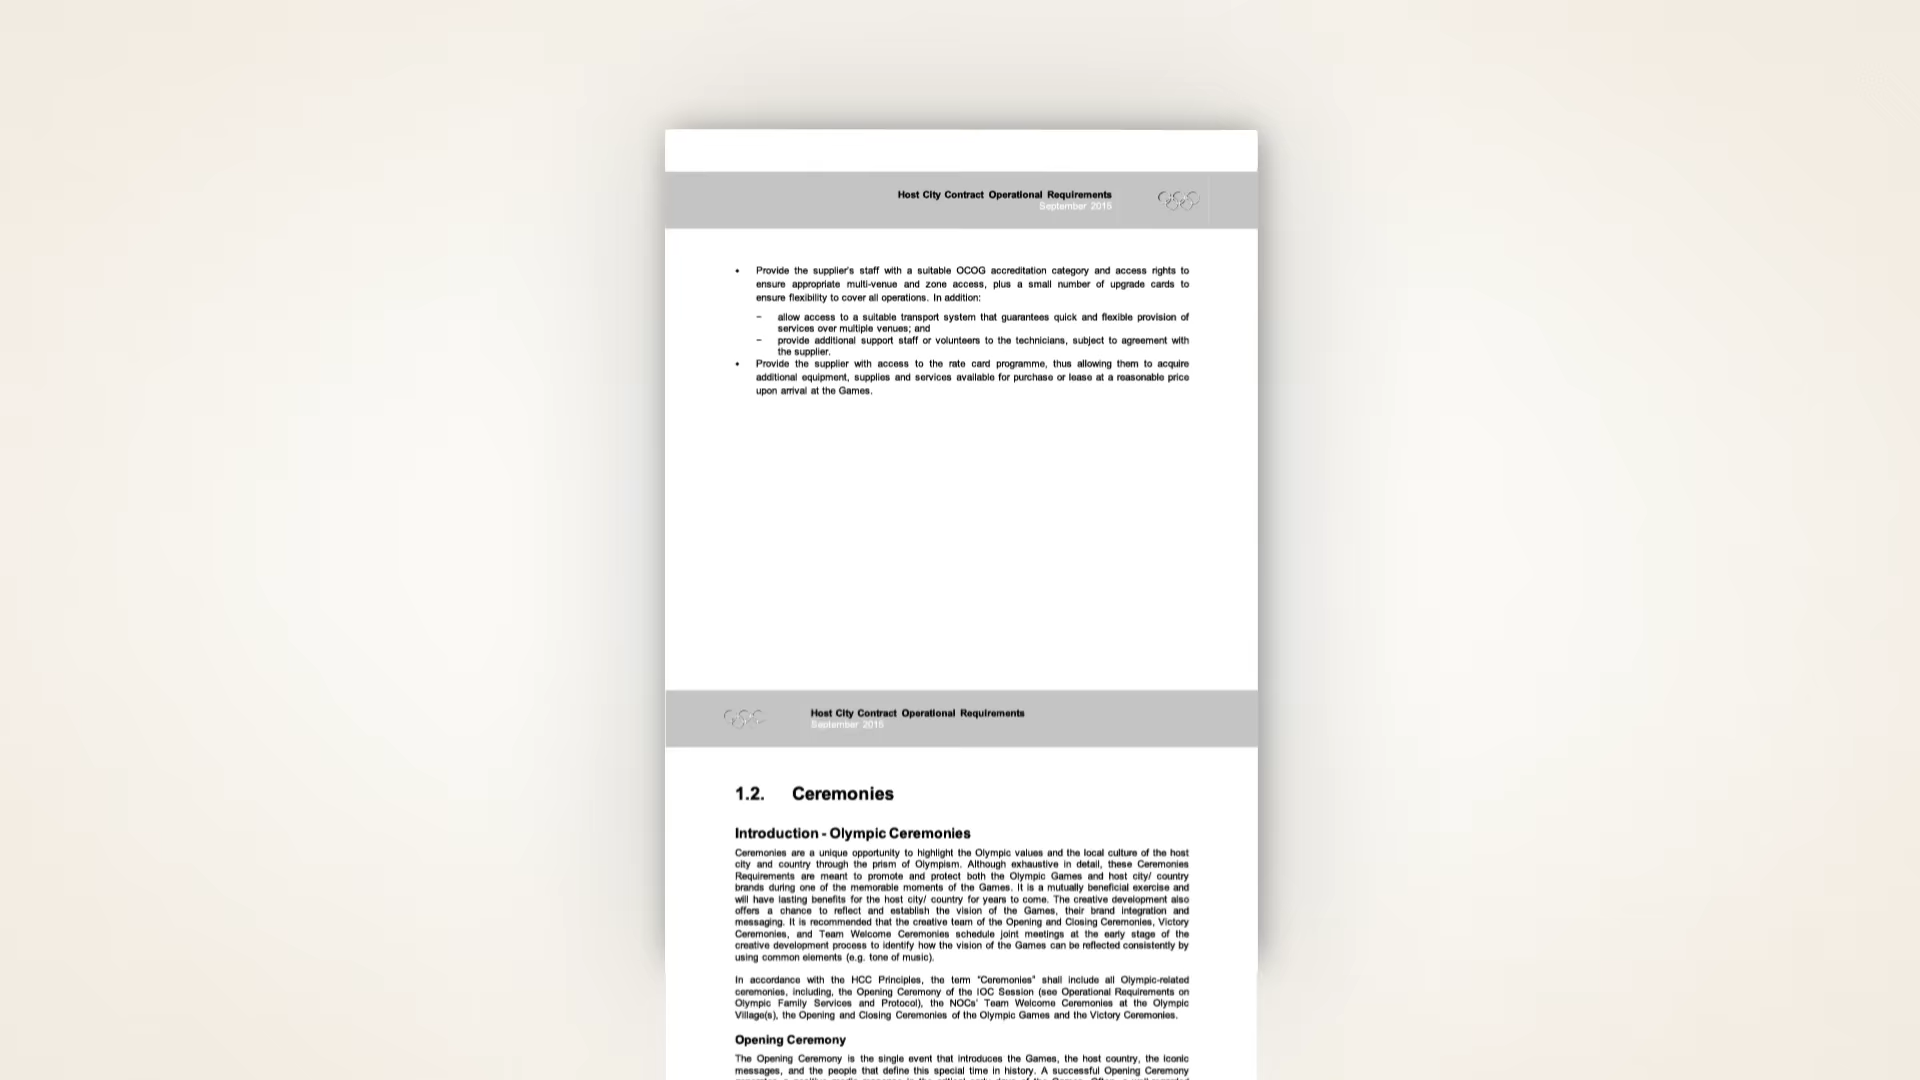 Host City Contract Operational Requirements
September 2015
• Provide the supplier's staff with a suitable OCOG accreditation category and access rights to
ensure appropriate multi-venue and zone access, plus a small number of upgrade cards to
ensure flexibility to cover all operations. In addition:
– allow access to a suitable transport system that guarantees quick and flexible provision of
services over multiple venues; and
– provide additional support staff or volunteers to the technicians, subject to agreement with
the supplier.
• Provide the supplier with access to the rate card programme, thus allowing them to acquire
additional equipment, supplies and services available for purchase or lease at a reasonable price
upon arrival at the Games.
Host City Contract Operational Requirements
September 2015
1.2. Ceremonies
Introduction - Olympic Ceremonies
Ceremonies are a unique opportunity to highlight the Olympic values and the local culture of the host
city and country through the prism of Olympism. Although exhaustive in detail, these Ceremonies
Requirements are meant to promote and protect both the Olympic Games and host city/ country
brands during one of the memorable moments of the Games. It is a mutually beneficial exercise and
will have lasting benefits for the host city/ country for years to come. The creative development also
offers a chance to reflect and establish the vision of the Games, their brand integration and
messaging. It is recommended that the creative team of the Opening and Closing Ceremonies, Victory
Ceremonies, and Team Welcome Ceremonies schedule joint meetings at the early stage of the
creative development process to identify how the vision of the Games can be reflected consistently by
using common elements (e.g. tone of music).
In accordance with the HCC Principles, the term "Ceremonies" shall include all Olympic-related
ceremonies, including, the Opening Ceremony of the IOC Session (see Operational Requirements on
Olympic Family Services and Protocol), the NOCs' Team Welcome Ceremonies at the Olympic
Village(s), the Opening and Closing Ceremonies of the Olympic Games and the Victory Ceremonies.
Opening Ceremony
The Opening Ceremony is the single event that introduces the Games, the host country, the iconic
messages, and the people that define this special time in history. A successful Opening Ceremony